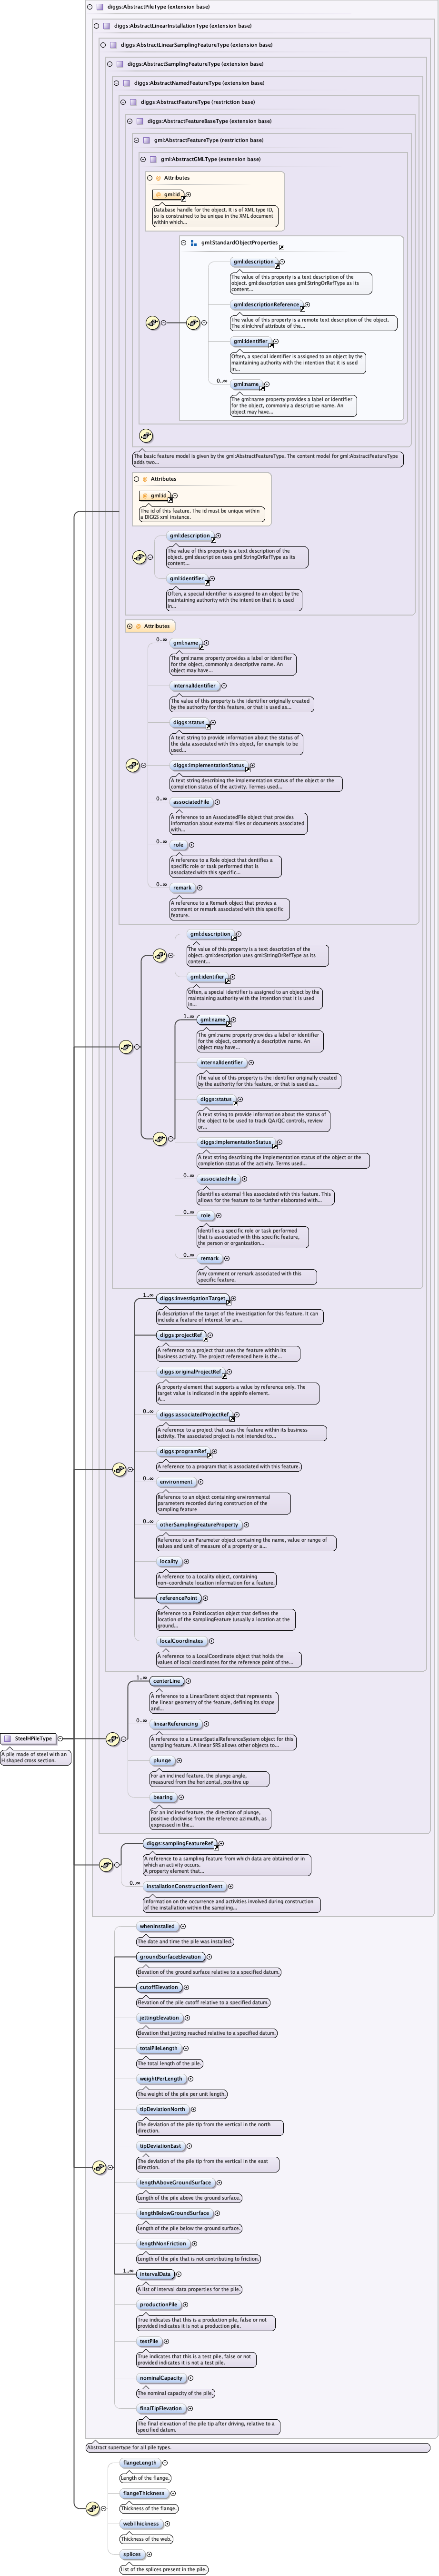 diggs:AbstractPileType (extension base)
diggs:AbstractLinearInstallationType (extension base)
diggs:AbstractLinearSamplingFeatureType (extension base)
diggs:AbstractSamplingFeatureType (extension base)
diggs:AbstractNamedFeatureType (extension base)
diggs:AbstractFeatureType (restriction base)
diggs:AbstractFeatureBaseType (extension base)
gml:AbstractFeatureType (restriction base)
gml:AbstractGMLType (extension base)
Attributes
gml:id
Database handle for the object. It is of XML type ID,
so is constrained to be unique in the XML document
within which...
gml:StandardObjectProperties
gml:description
The value of this property is a text description of the
object. gml:description uses gml:StringOrRefType as its
content...
gml:descriptionReference
The value of this property is a remote text description of the object.
The xlink:href attribute of the...
gml:identifier
Often, a special identifier is assigned to an object by the
maintaining authority with the intention that it is used
in...
0..∞
gml:name
The gml:name property provides a label or identifier
for the object, commonly a descriptive name. An
object may have...
The basic feature model is given by the gml:AbstractFeatureType. The content model for gml:AbstractFeatureType
adds two...
Attributes
gml:id
The id of this feature. The id must be unique within
a DIGGS xml instance.
gml:description
The value of this property is a text description of the
object. gml:description uses gml:StringOrRefType as its
content...
gml:identifier
Often, a special identifier is assigned to an object by the
maintaining authority with the intention that it is used
in...
Attributes
0..∞
gml:name
The gml:name property provides a label or identifier
for the object, commonly a descriptive name. An
object may have...
internalIdentifier
The value of this property is the identifier originally created
by the authority for this feature, or that is used as...
diggs:status
A text string to provide information about the status of
the data associated with this object, for example to be
used...
diggs:implementationStatus
A text string describing the implementation status of the object or the
completion status of the activity. Termes used...
0..∞
associatedFile
A reference to an AssociatedFile object that provides
information about external files or documents associated
with...
0..∞
role
A reference to a Role object that dentifies a
specific role or task performed that is
associated with this specific...
0..∞
remark
A reference to a Remark object that provies a
comment or remark associated with this specific
feature.
gml:description
The value of this property is a text description of the
object. gml:description uses gml:StringOrRefType as its
content...
gml:identifier
Often, a special identifier is assigned to an object by the
maintaining authority with the intention that it is used
in...
1..∞
gml:name
The gml:name property provides a label or identifier
for the object, commonly a descriptive name. An
object may have...
internalIdentifier
The value of this property is the identifier originally created
by the authority for this feature, or that is used as...
diggs:status
A text string to provide information about the status of
the object to be used to track QA/QC controls, review
or...
diggs:implementationStatus
A text string describing the implementation status of the object or the
completion status of the activity. Terms used...
0..∞
associatedFile
Identifies external files associated with this feature. This
allows for the feature to be further elaborated with...
0..∞
role
Identifies a specific role or task performed
that is associated with this specific feature,
the person or organization...
0..∞
remark
Any comment or remark associated with this
specific feature.
1..∞
diggs:investigationTarget
A description of the target of the investigation for this feature. It can
include a feature of interest for an...
diggs:projectRef
A reference to a project that uses the feature within its
business activity. The project referenced here is the...
diggs:originalProjectRef
A property element that supports a value by reference only. The
target value is indicated in the appinfo element.
A...
0..∞
diggs:associatedProjectRef
A reference to a project that uses the feature within its business
activity. The associated project is not intended to...
diggs:programRef
A reference to a program that is associated with this feature.
0..∞
environment
Reference to an object containing environmental
parameters recorded during construction of the
sampling feature
0..∞
otherSamplingFeatureProperty
Reference to an Parameter object containing the name, value or range of
values and unit of measure of a property or a...
locality
A reference to a Locality object, containing
non-coordinate location information for a feature.
referencePoint
Reference to a PointLocation object that defines the
location of the samplingFeature (usually a location at the
ground...
localCoordinates
A reference to a LocalCoordinate object that holds the
values of local coordinates for the reference point of the...
1..∞
centerLine
A reference to a LinearExtent object that represents
the linear geometry of the feature, defining its shape
and...
0..∞
linearReferencing
A reference to a LinearSpatialReferenceSystem object for this
sampling feature. A linear SRS allows other objects to...
plunge
For an inclined feature, the plunge angle,
measured from the horizontal, positive up
bearing
For an inclined feature, the direction of plunge,
positive clockwise from the reference azimuth, as
expressed in the...
SteelHPileType
A pile made of steel with an
H shaped cross section.
diggs:samplingFeatureRef
A reference to a sampling feature from which data are obtained or in
which an activity occurs.
A property element that...
0..∞
installationConstructionEvent
Information on the occurrence and activities involved during construction
of the installation within the sampling...
whenInstalled
The date and time the pile was installed.
groundSurfaceElevation
Elevation of the ground surface relative to a specified datum.
cutoffElevation
Elevation of the pile cutoff relative to a specified datum.
jettingElevation
Elevation that jetting reached relative to a specified datum.
totalPileLength
The total length of the pile.
weightPerLength
The weight of the pile per unit length.
tipDeviationNorth
The deviation of the pile tip from the vertical in the north
direction.
tipDeviationEast
The deviation of the pile tip from the vertical in the east
direction.
lengthAboveGroundSurface
Length of the pile above the ground surface.
lengthBelowGroundSurface
Length of the pile below the ground surface.
lengthNonFriction
Length of the pile that is not contributing to friction.
1..∞
intervalData
A list of interval data properties for the pile.
productionPile
True indicates that this is a production pile, false or not
provided indicates it is not a production pile.
testPile
True indicates that this is a test pile, false or not
provided indicates it is not a test pile.
nominalCapacity
The nominal capacity of the pile.
finalTipElevation
The final elevation of the pile tip after driving, relative to a
specified datum.
Abstract supertype for all pile types.
flangeLength
Length of the flange.
flangeThickness
Thickness of the flange.
webThickness
Thickness of the web.
splices
List of the splices present in the pile.